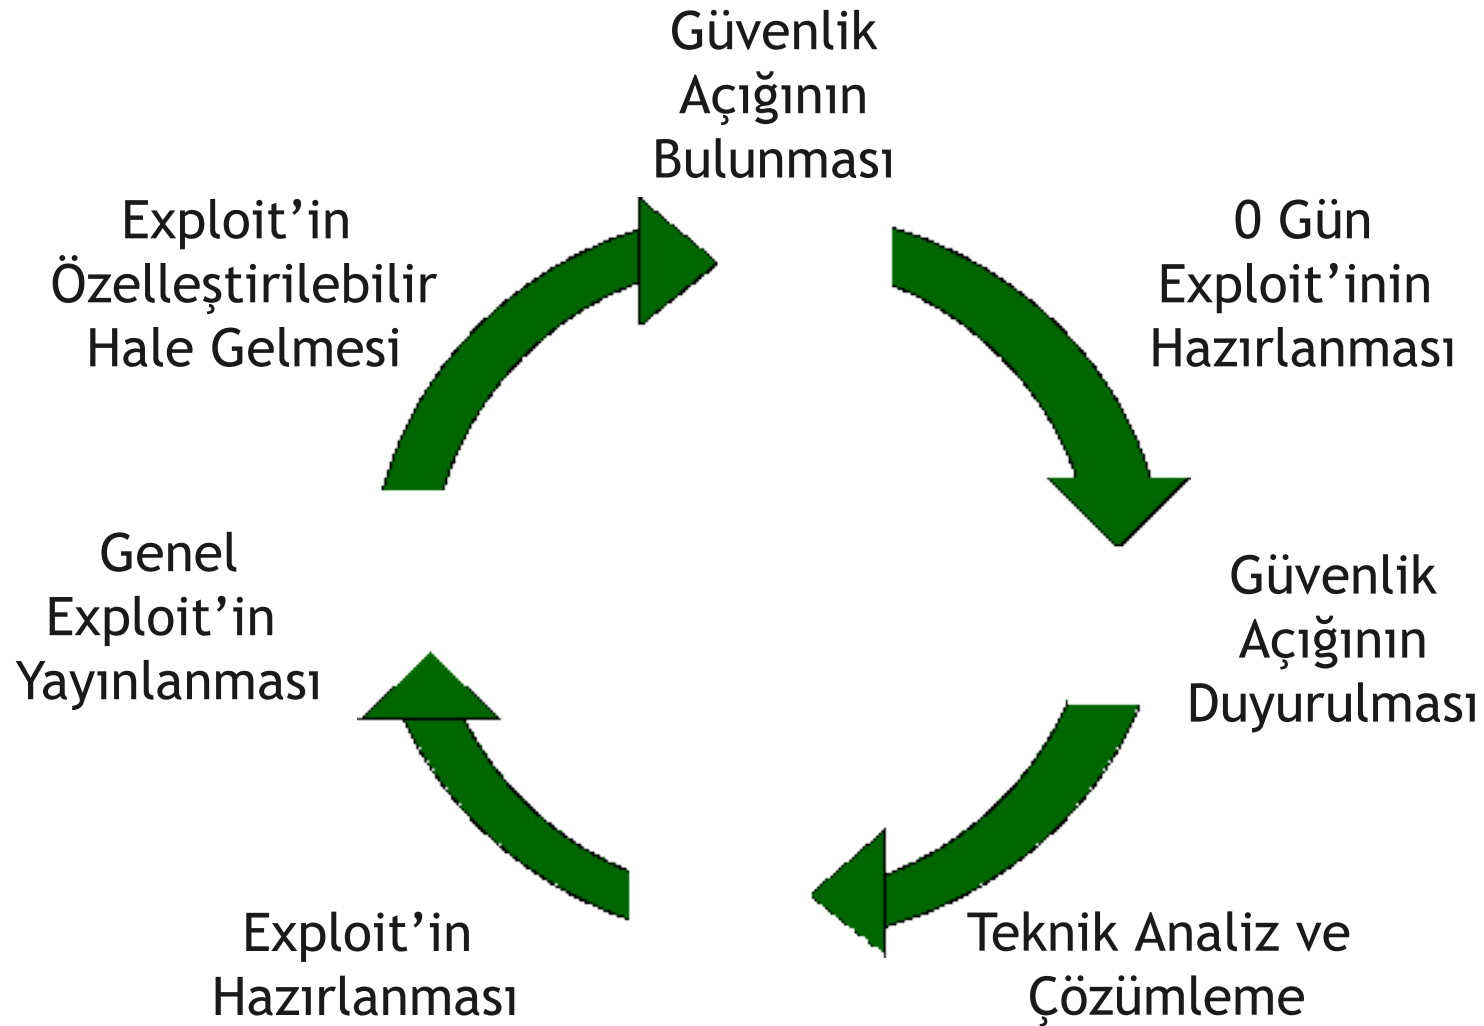 Güvenlik
Açığının
Bulunması
0 Gün
Exploit’inin
Hazırlanması
Güvenlik
Açığının
Duyurulması
Teknik Analiz ve
Çözümleme
Exploit’in
Hazırlanması
Genel
Exploit’in
Yayınlanması
Exploit’in
Özelleştirilebilir
Hale Gelmesi